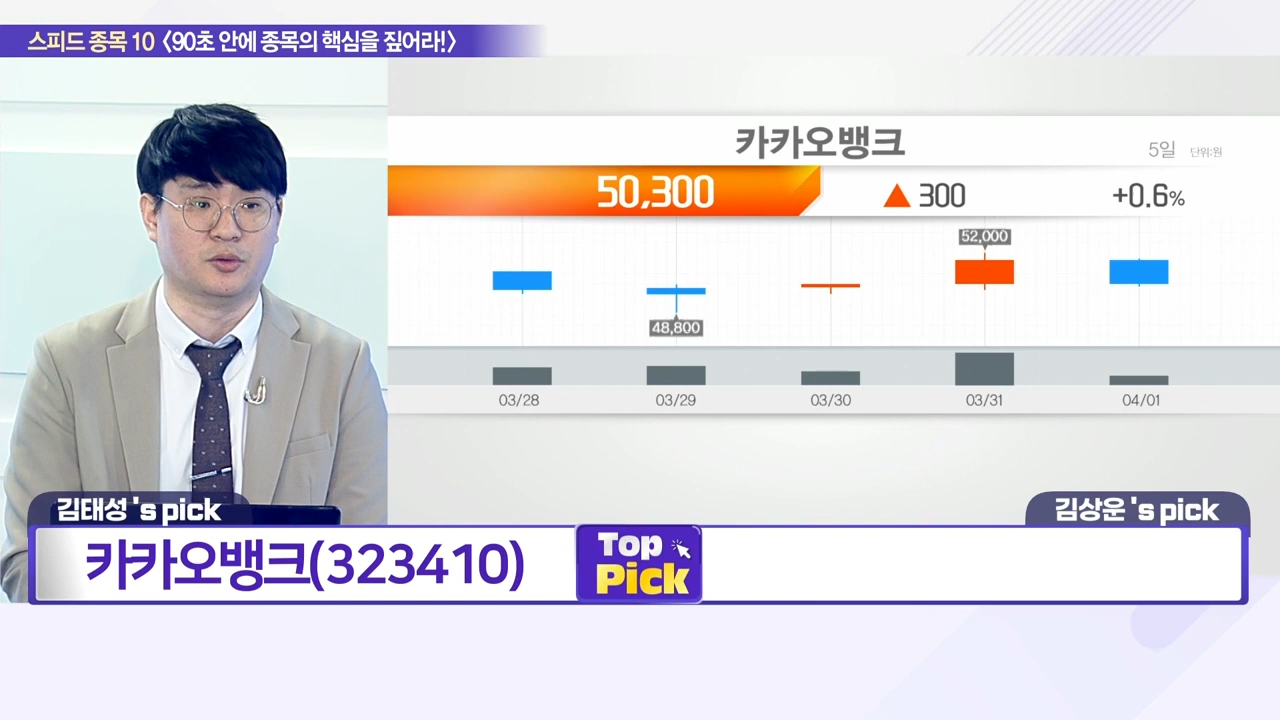 스피드 종목 10 <90초 안에 종목의 핵심을 짚어라!>
카카오뱅크
5일 단위:원
50,300 ▲ 300 +0.6%
52,000
48,800
03/28 03/29 03/30 03/31 04/01
김태성 's pick
김상운 's pick
카카오뱅크(323410)
Top
Pick